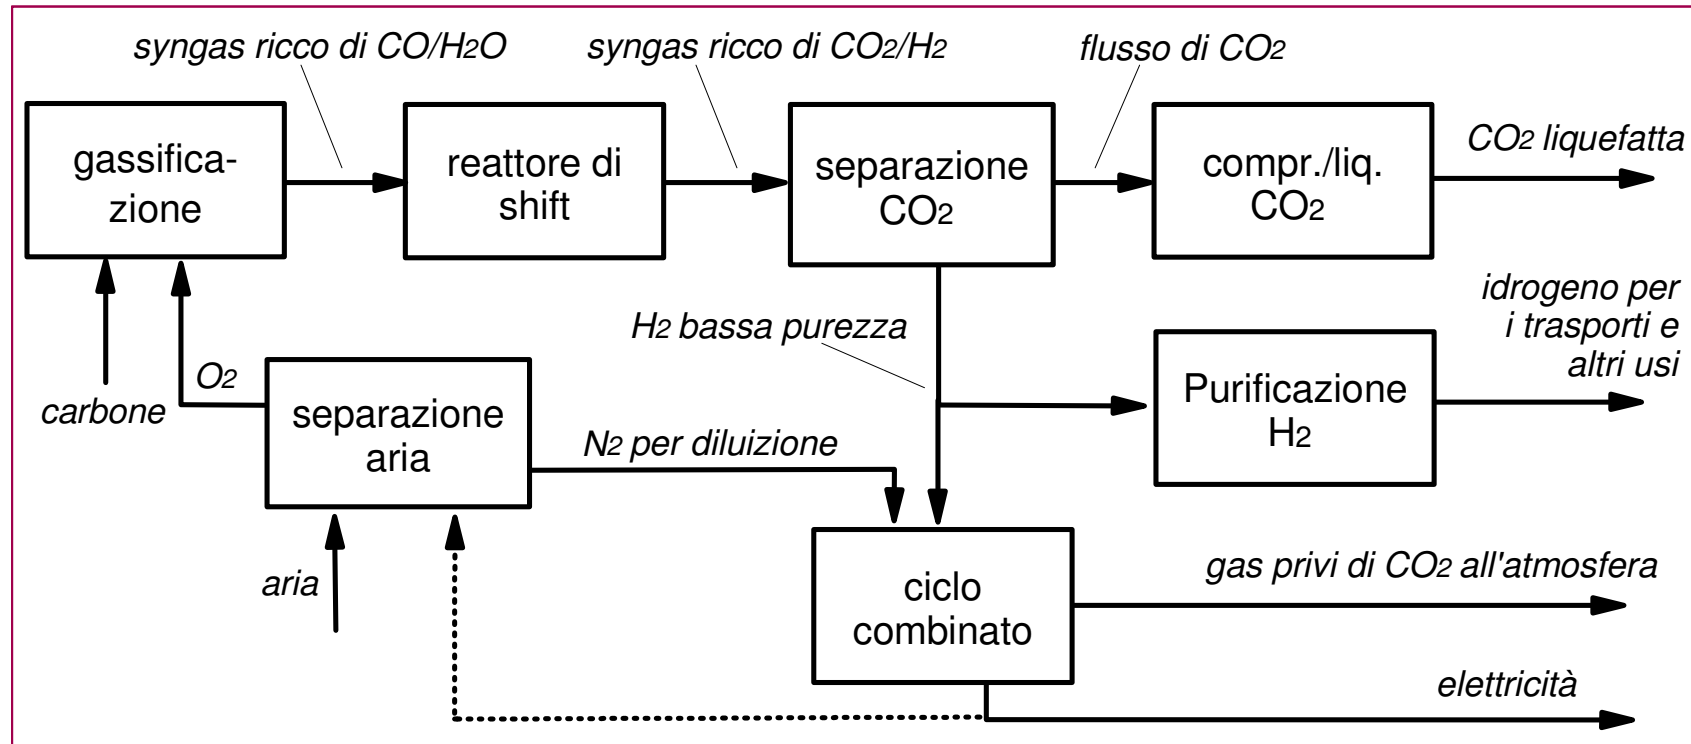 syngas ricco di CO/H2O
syngas ricco di CO2/H2
flusso di CO2
gassifica-
zione
reattore di
shift
separazione
CO2
compr./liq.
CO2
CO2 liquefatta
idrogeno per
i trasporti e
altri usi
H2 bassa purezza
O2
carbone
separazione
aria
Purificazione
H2
N2 per diluizione
aria
ciclo
combinato
gas privi di CO2 all'atmosfera
elettricità